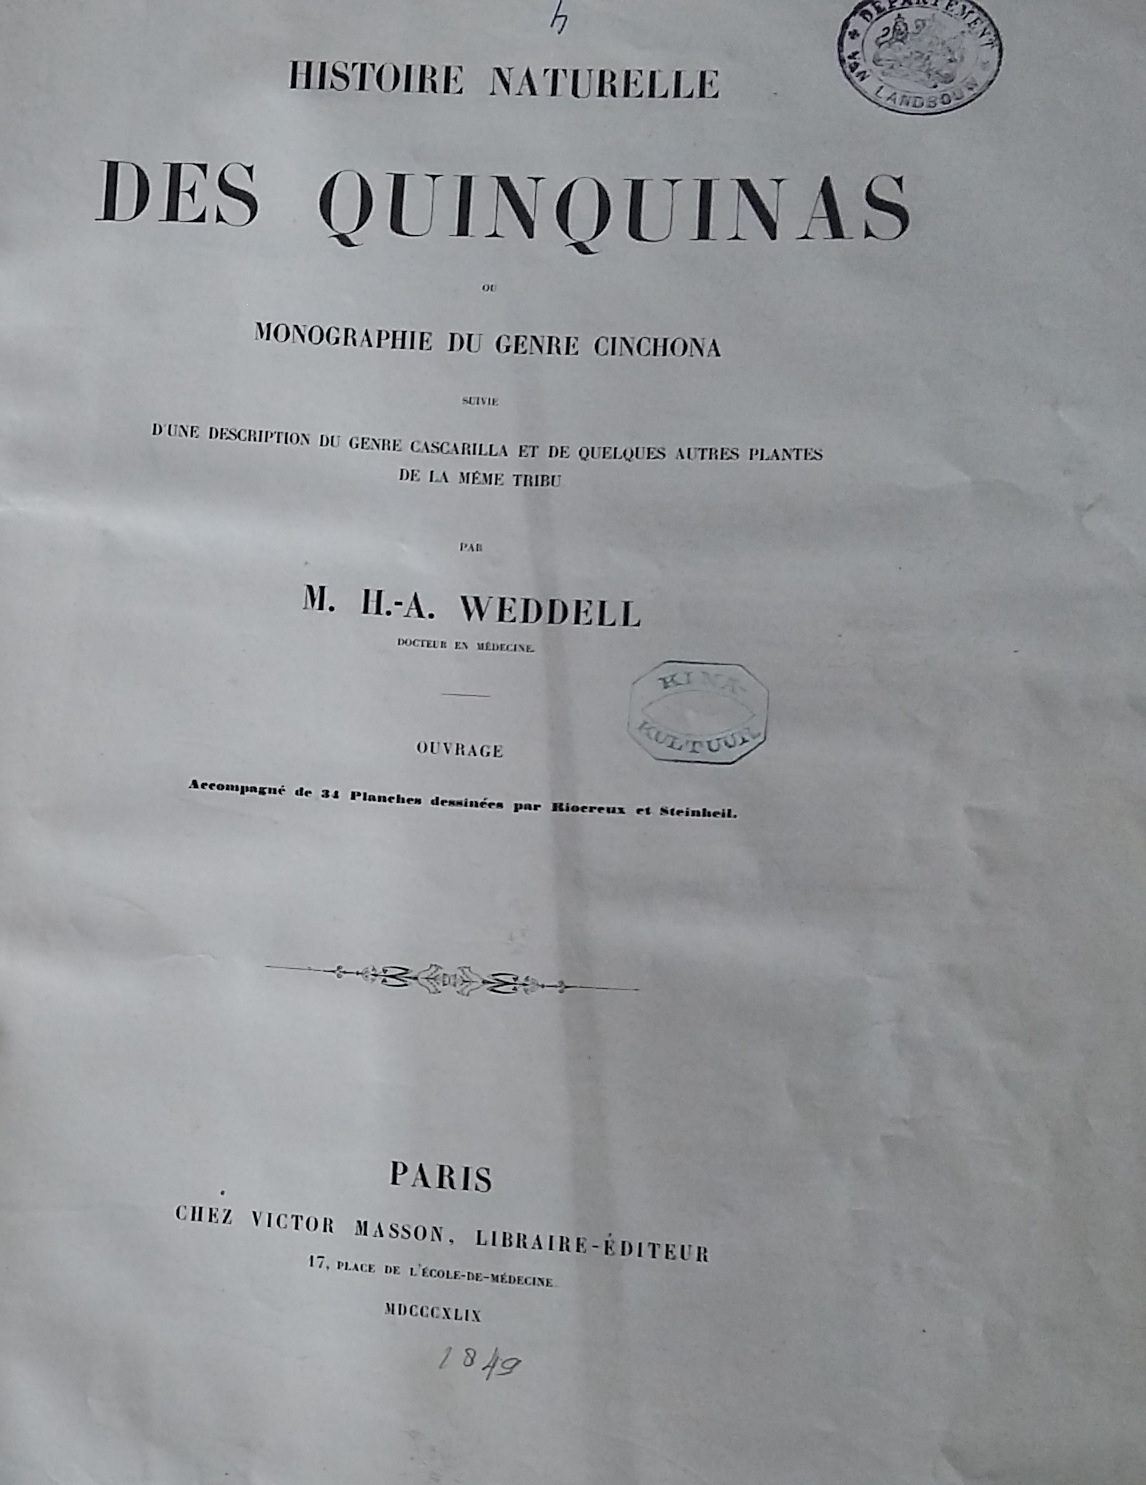 4
DEPARTEMENT VAN LANDBOUW
HISTOIRE NATURELLE
DES QUINQUINAS
OU
MONOGRAPHIE DU GENRE CINCHONA
SUIVIE
D'UNE DESCRIPTION DU GENRE CASCARILLA ET DE QUELQUES AUTRES PLANTES
DE LA MÊME TRIBU
PAR
M. H.-A. WEDDELL
DOCTEUR EN MÉDECINE.
KINA-
KULTUUR
OUVRAGE
Accompagné de 34 Planches dessinées par Riocreux et Steinheil.
PARIS
CHEZ VICTOR MASSON, LIBRAIRE-ÉDITEUR
17, PLACE DE L'ÉCOLE-DE-MÉDECINE.
MDCCCXLIX
1849